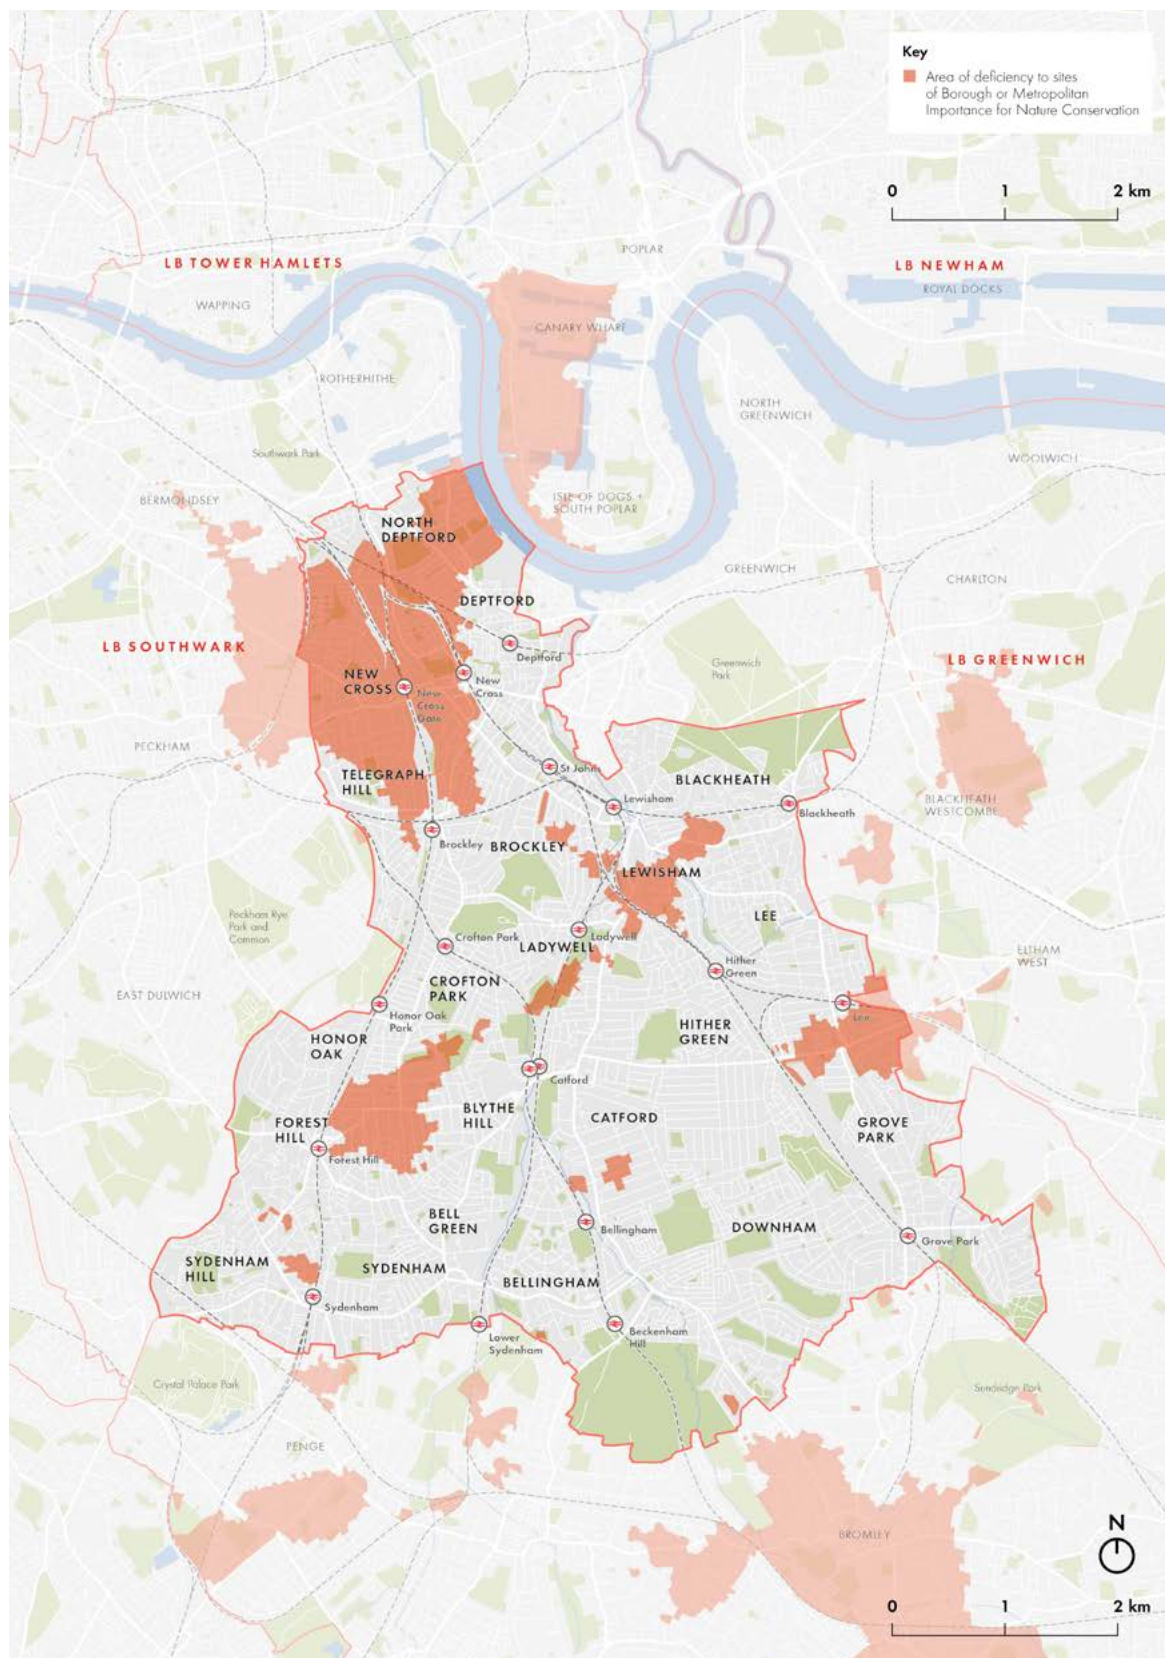 Key
Area of deficiency to sites
of Borough or Metropolitan
Importance for Nature Conservation
0 1 2 km
POPLAR
LB TOWER HAMLETS
LB NEWHAM
ROYAL DOCKS
WAPPING
CANARY WHARF
ROTHERHITHE
NORTH
GREENWICH
Southwark Park
WOOLWICH
BERMONDSEY
ISLE OF DOGS +
SOUTH POPLAR
NORTH
DEPTFORD
GREENWICH
CHARLTON
DEPTFORD
LB SOUTHWARK
Deptford
Greenwich
Park
LB GREENWICH
NEW
CROSS
New
Cross
Gate
New
Cross
PECKHAM
TELEGRAPH
HILL
St Johns
BLACKHEATH
Lewisham
Blackheath
BLACKHEATH
WESTCOMBE
Brockley
BROCKLEY
LEWISHAM
Peckham Rye
Park and
Common
LEE
Crofton Park
LADYWELL
Ladywell
ELTHAM
WEST
Hither
Green
CROFTON
PARK
EAST DULWICH
Honor Oak
Park
Lee
HONOR
OAK
HITHER
GREEN
Catford
BLYTHE
HILL
CATFORD
GROVE
PARK
FOREST
HILL
Forest Hill
BELL
GREEN
Bellingham
DOWNHAM
Grove Park
SYDENHAM
HILL
SYDENHAM
BELLINGHAM
Sydenham
Lower
Sydenham
Beckenham
Hill
Crystal Palace Park
Sundridge Park
PENGE
BROMLEY
N
0 1 2 km